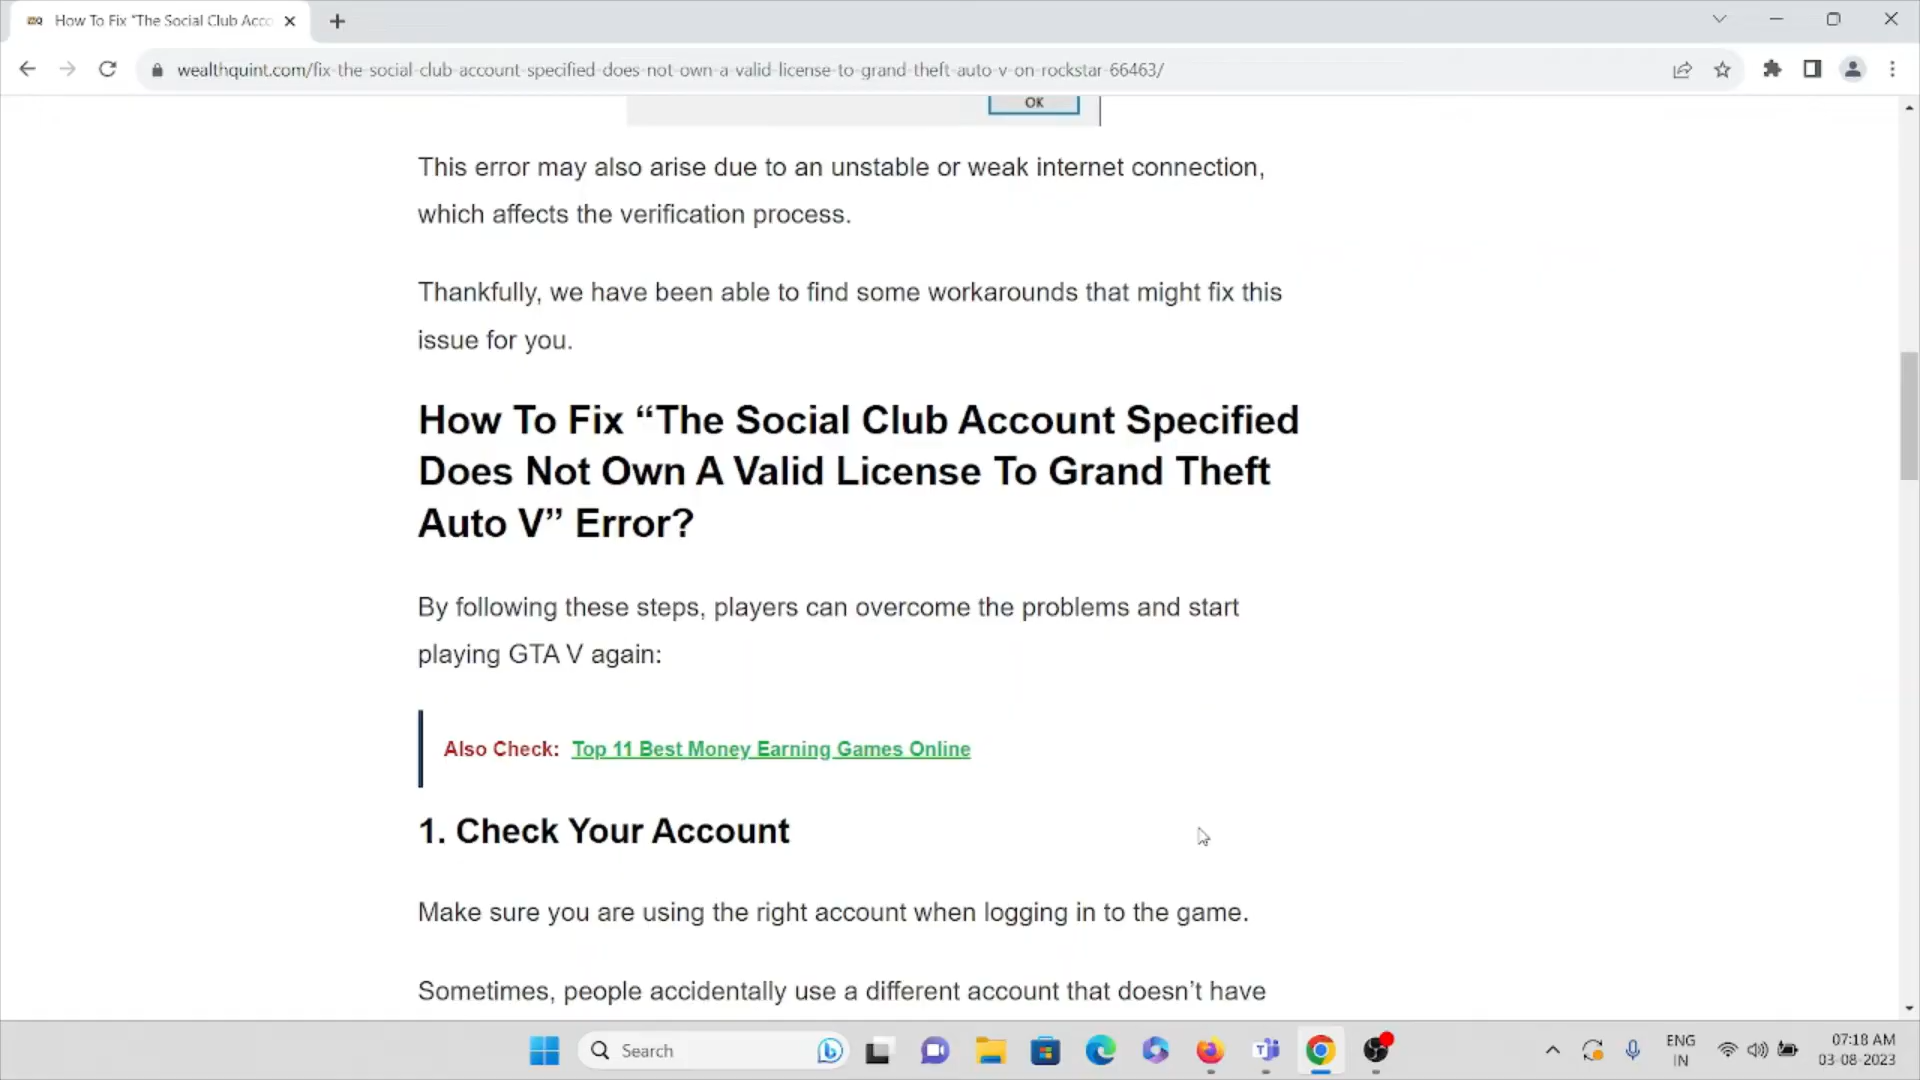 How To Fix "The Social Club Acco
wealthquint.com/fix-the-social-club-account-specified-does-not-own-a-valid-license-to-grand-theft-auto-v-on-rockstar-66463/
OK
This error may also arise due to an unstable or weak internet connection,
which affects the verification process.
Thankfully, we have been able to find some workarounds that might fix this
issue for you.
How To Fix “The Social Club Account Specified
Does Not Own A Valid License To Grand Theft
Auto V” Error?
By following these steps, players can overcome the problems and start
playing GTA V again:
Also Check: Top 11 Best Money Earning Games Online
1. Check Your Account
Make sure you are using the right account when logging in to the game.
Sometimes, people accidentally use a different account that doesn’t have
Search
ENG
IN
07:18 AM
03-08-2023